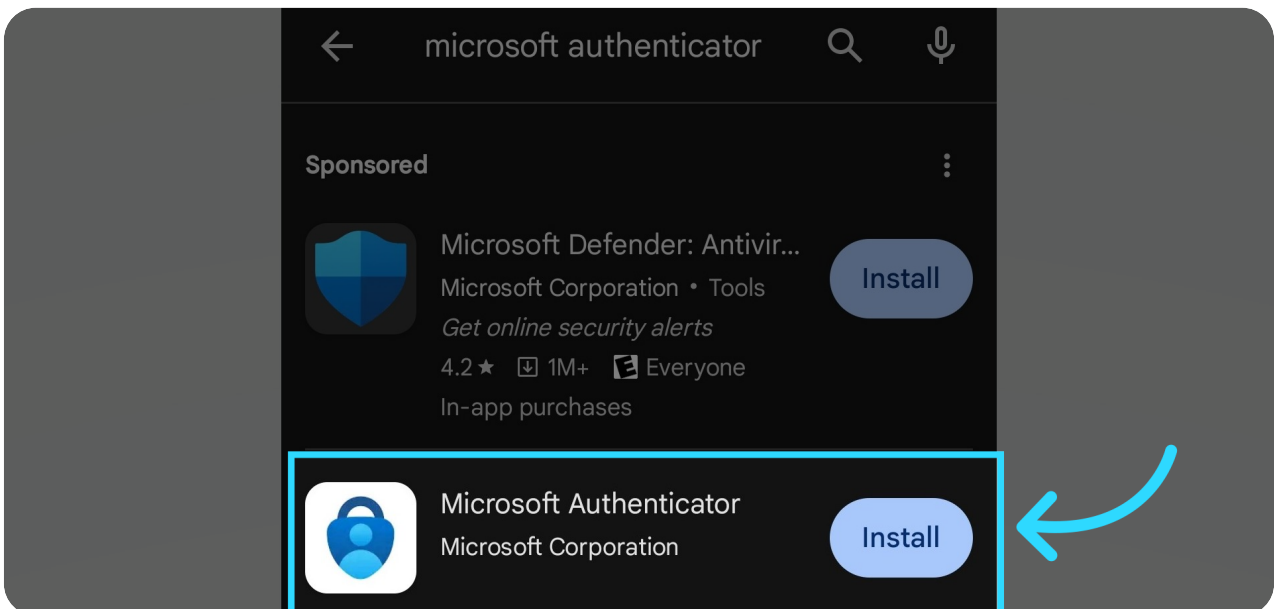 microsoft authenticator
Sponsored
Microsoft Defender: Antivir...
Install
Microsoft Corporation • Tools
Get online security alerts
4.2★ 1M+ E Everyone
In-app purchases
Microsoft Authenticator
Install
Microsoft Corporation